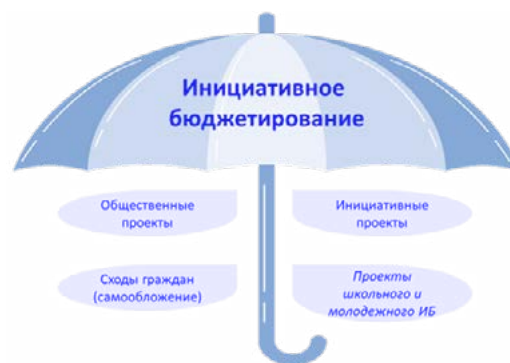 Инициативное
бюджетирование
Общественные
проекты
Инициативные
проекты
Сходы граждан
(самообложение)
Проекты
школьного и
молодежного ИБ